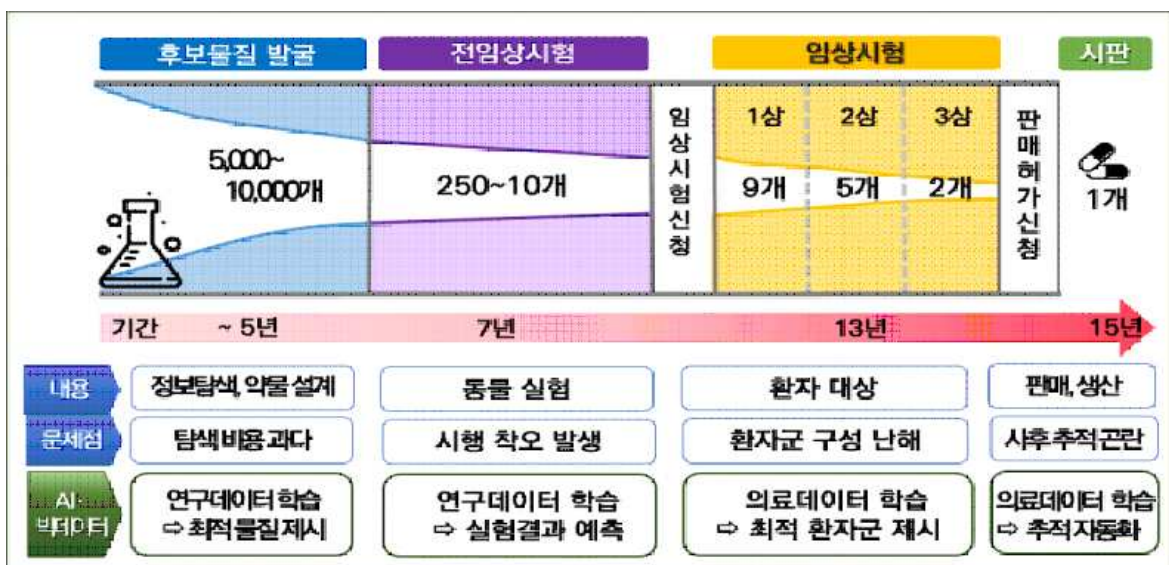 후보물질 발굴
전임상시험
임상시험
시판
5,000~
10,000개
250~10개
임상시험신청
1상
2상
3상
9개
5개
2개
판매허가신청
1개
기간
~ 5년
7년
13년
15년
내용
정보탐색, 약물 설계
동물 실험
환자 대상
판매, 생산
문제점
탐색 비용 과다
시행 착오 발생
환자군 구성 난해
사후 추적 곤란
AI·
빅데이터
연구데이터 학습
⇨ 최적 물질 제시
연구데이터 학습
⇨ 실험결과 예측
의료데이터 학습
⇨ 최적 환자군 제시
의료데이터 학습
⇨ 추적 자동화